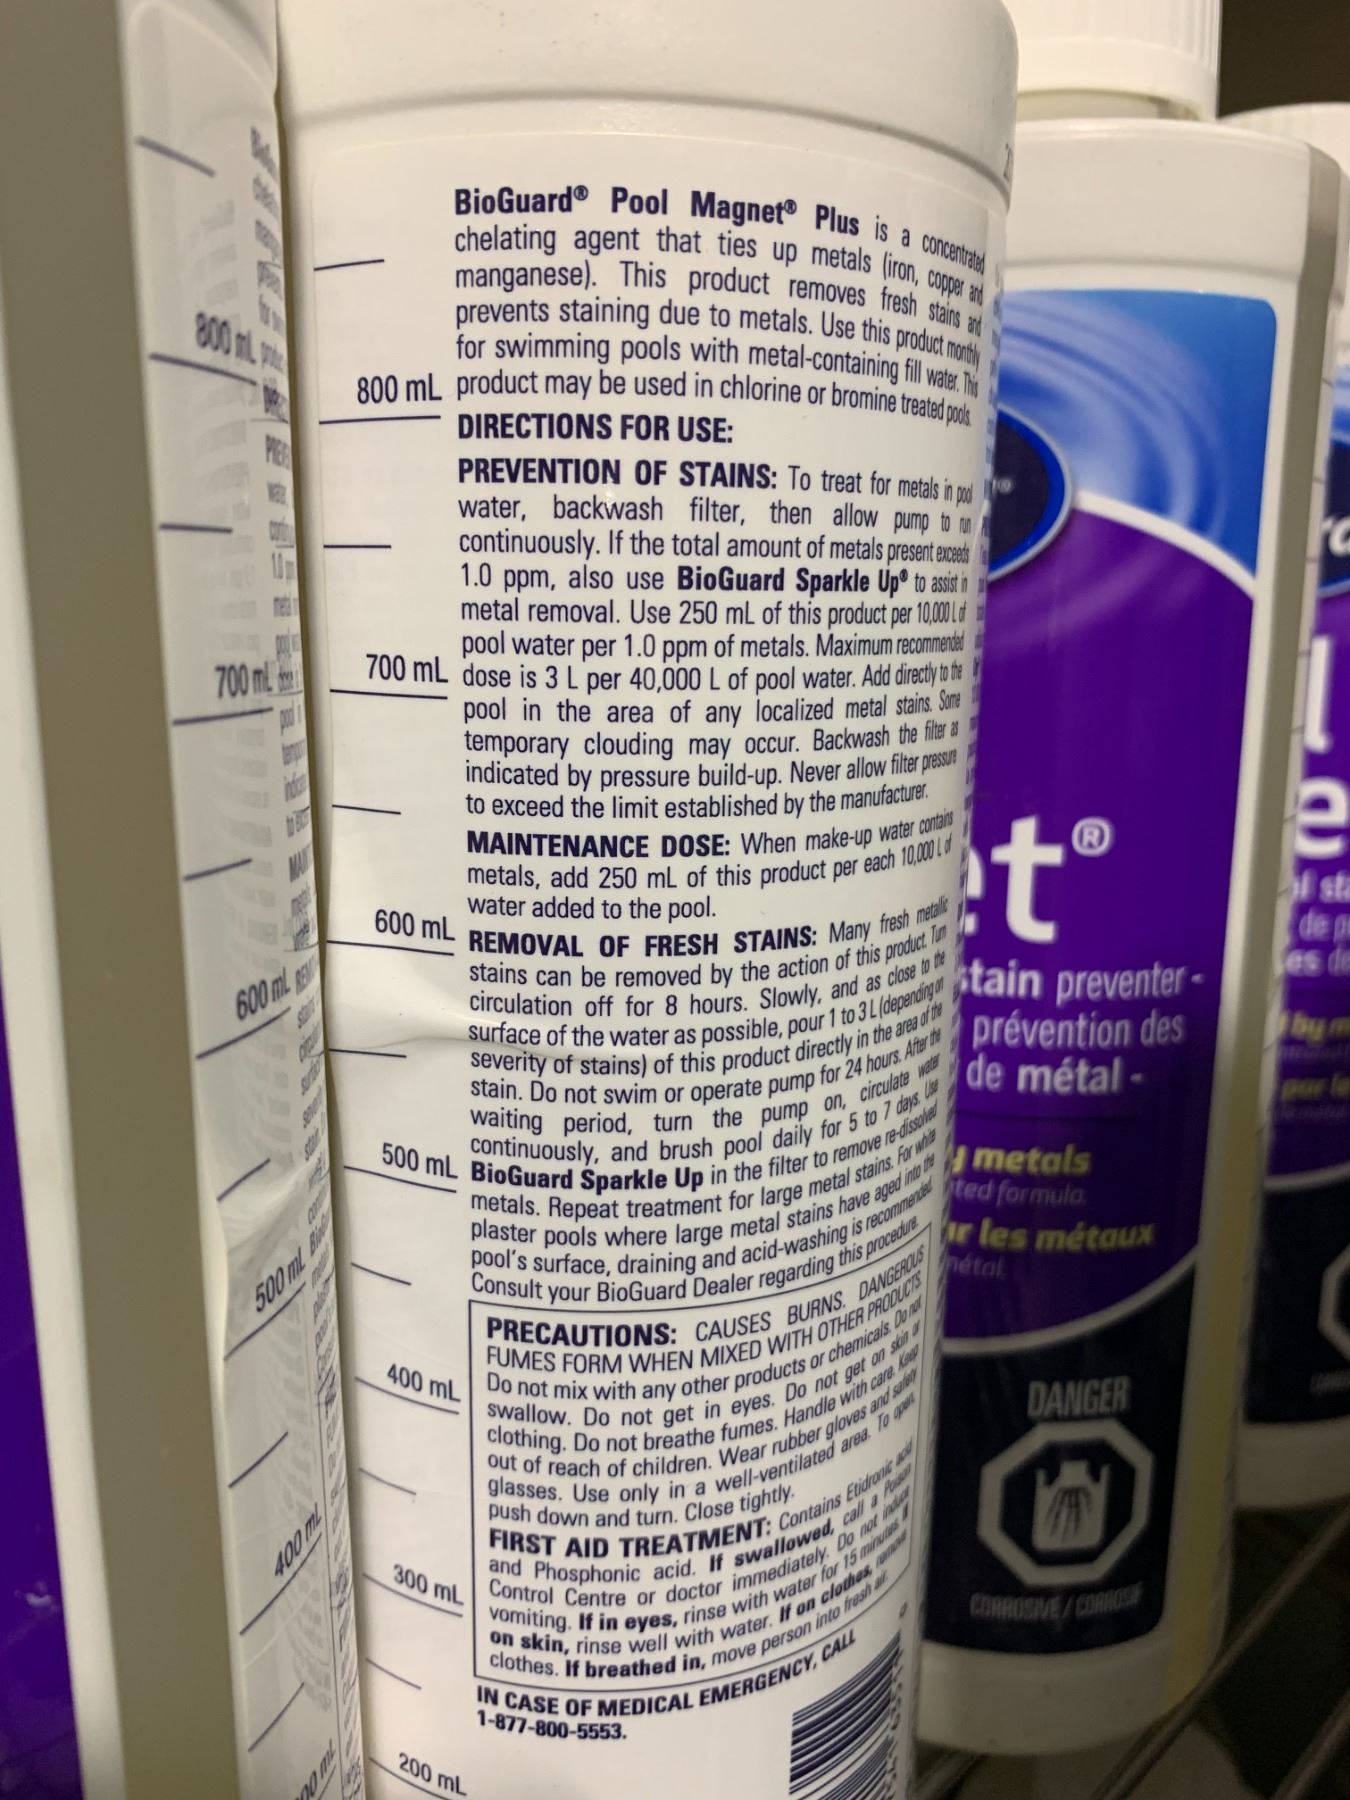 BioGuard® Pool Magnet® Plus is a concentrated
chelating agent that ties up metals (iron, copper and
manganese). This product removes fresh stains and
prevents staining due to metals. Use this product monthly
for swimming pools with metal-containing fill water. This
product may be used in chlorine or bromine treated pools.
DIRECTIONS FOR USE:
PREVENTION OF STAINS: To treat for metals in pool
water, backwash filter, then allow pump to run
continuously. If the total amount of metals present exceeds
1.0 ppm, also use BioGuard Sparkle Up® to assist in
metal removal. Use 250 mL of this product per 10,000 L of
pool water per 1.0 ppm of metals. Maximum recommended
dose is 3 L per 40,000 L of pool water. Add directly to the
pool in the area of any localized metal stains. Some
temporary clouding may occur. Backwash the filter as
indicated by pressure build-up. Never allow filter pressure
to exceed the limit established by the manufacturer.
MAINTENANCE DOSE: When make-up water contains
metals, add 250 mL of this product per each 10,000 L of
water added to the pool.
REMOVAL OF FRESH STAINS: Many fresh metallic
stains can be removed by the action of this product. Turn
circulation off for 8 hours. Slowly, and as close to the
surface of the water as possible, pour 1 to 3 L (depending on
severity of stains) of this product directly in the area of the
stain. Do not swim or operate pump for 24 hours. After the
waiting period, turn the pump on, circulate water
continuously, and brush pool daily for 5 to 7 days. Use
BioGuard Sparkle Up in the filter to remove re-dissolved
metals. Repeat treatment for large metal stains. For white
plaster pools where large metal stains have aged into the
pool's surface, draining and acid-washing is recommended.
Consult your BioGuard Dealer regarding this procedure.
PRECAUTIONS: CAUSES BURNS. DANGEROUS
FUMES FORM WHEN MIXED WITH OTHER PRODUCTS.
Do not mix with any other products or chemicals. Do not
swallow. Do not get in eyes. Do not get on skin or
clothing. Do not breathe fumes. Handle with care. Keep
out of reach of children. Wear rubber gloves and safety
glasses. Use only in a well-ventilated area. To open,
push down and turn. Close tightly.
FIRST AID TREATMENT: Contains Etidronic acid
and Phosphonic acid. If swallowed, call a Poison
Control Centre or doctor immediately. Do not induce
vomiting. If in eyes, rinse with water for 15 minutes. If
on skin, rinse well with water. If on clothes, remove
clothes. If breathed in, move person into fresh air.
IN CASE OF MEDICAL EMERGENCY, CALL
1-877-800-5553.
800 mL
700 mL
600 mL
500 mL
400 mL
300 mL
200 mL
800 mL
700 mL
600 mL
500 mL
400 mL
et®
stain preventer -
prévention des
de métal -
metals
formula.
les métaux
métal.
DANGER
CORROSIVE / CORROSIF